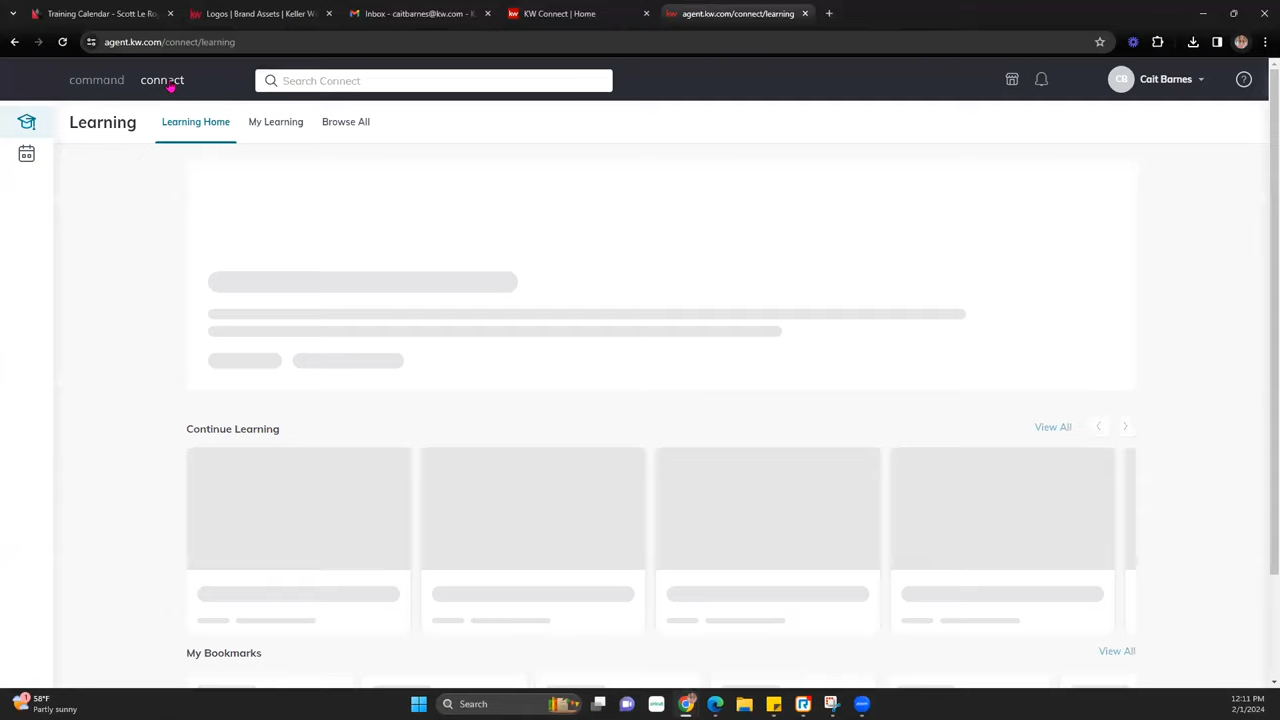 Training Calendar - Scott Le Ro
Logos | Brand Assets | Keller W
Inbox - caitbarnes@kw.com - K
KW Connect | Home
agent.kw.com/connect/learning
agent.kw.com/connect/learning
command
connect
Search Connect
CB
Cait Barnes
Learning
Learning Home
My Learning
Browse All
Continue Learning
View All
My Bookmarks
View All
1
58°F
Partly sunny
Search
12:11 PM
2/1/2024